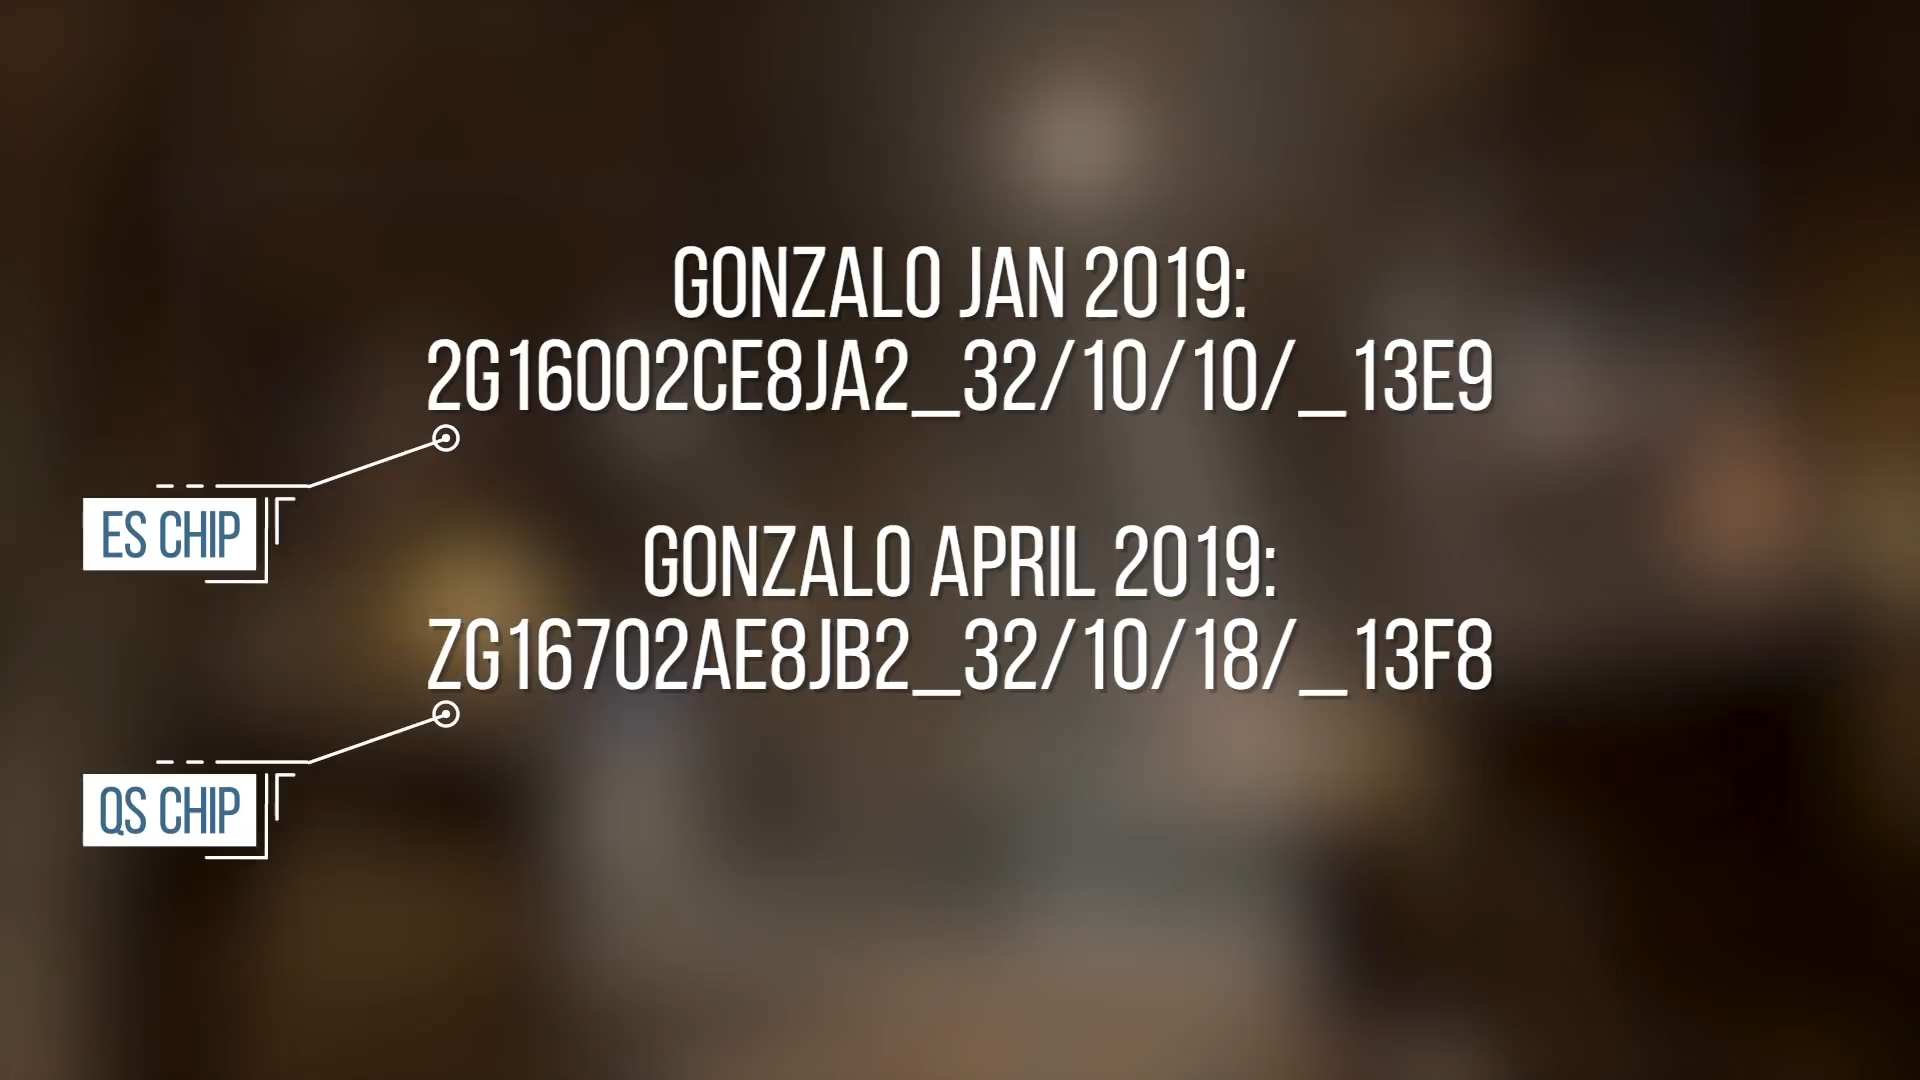 GONZALO JAN 2019:
2G16002CE8JA2_32/10/10/_13E9
ES CHIP
GONZALO APRIL 2019:
ZG16702AE8JB2_32/10/18/_13F8
QS CHIP